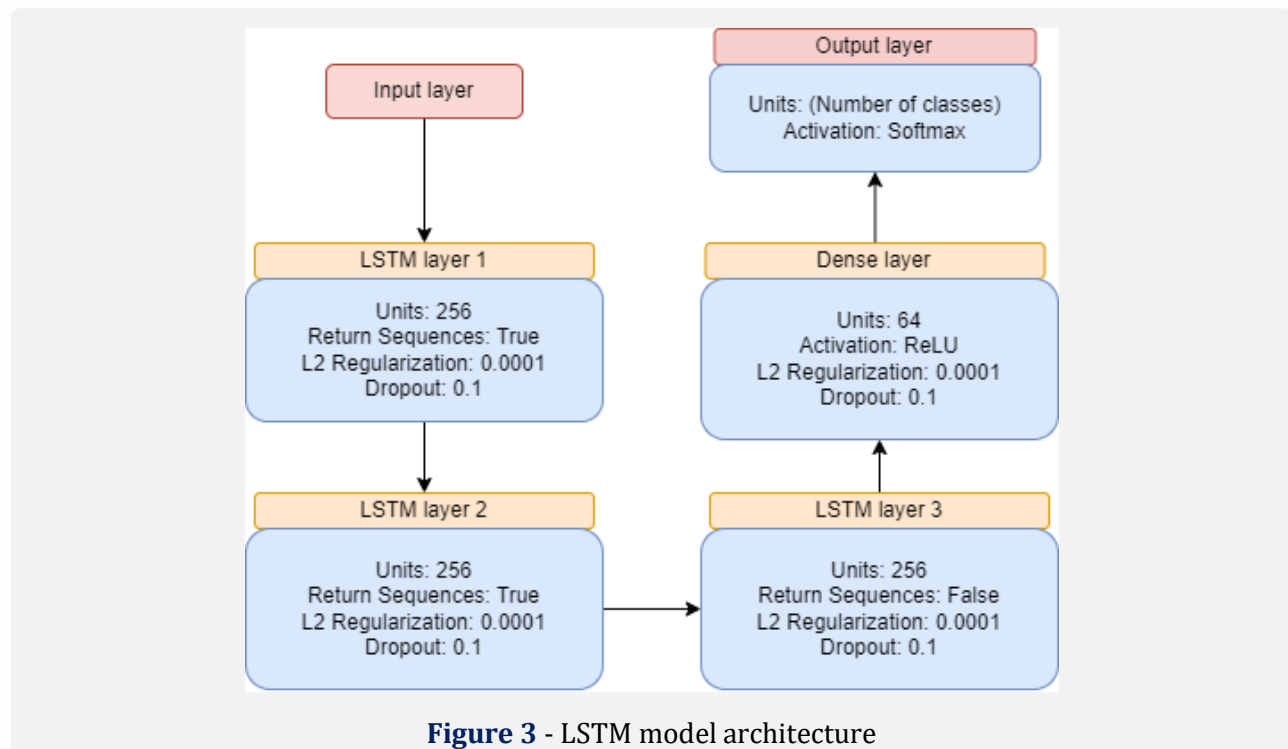 Input layer
LSTM layer 1
Units: 256
Return Sequences: True
L2 Regularization: 0.0001
Dropout: 0.1
LSTM layer 2
Units: 256
Return Sequences: True
L2 Regularization: 0.0001
Dropout: 0.1
LSTM layer 3
Units: 256
Return Sequences: False
L2 Regularization: 0.0001
Dropout: 0.1
Dense layer
Units: 64
Activation: ReLU
L2 Regularization: 0.0001
Dropout: 0.1
Output layer
Units: (Number of classes)
Activation: Softmax
Figure 3 - LSTM model architecture